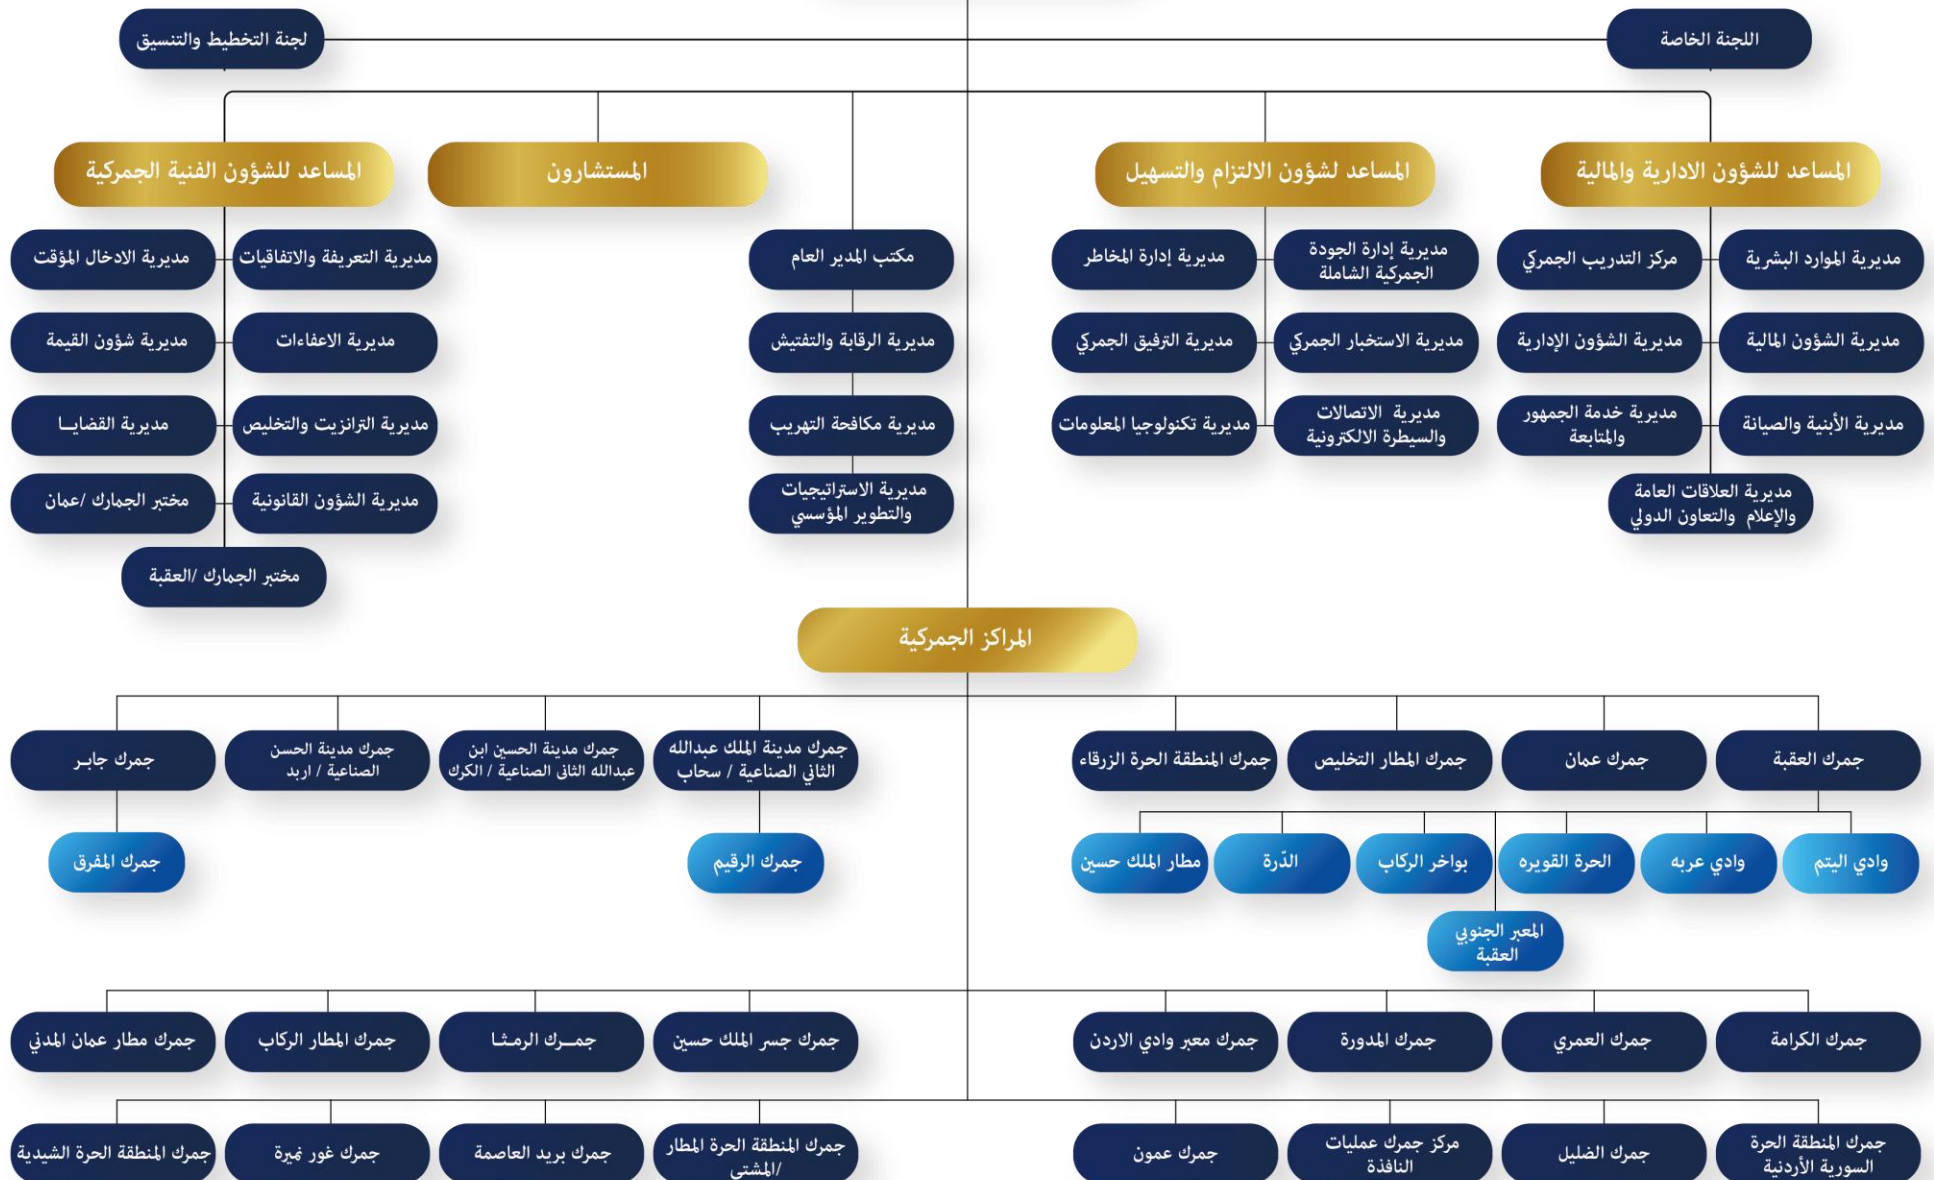 اللجنة الخاصة
لجنة التخطيط والتنسيق
المساعد للشؤون الادارية والمالية
المساعد لشؤون الالتزام والتسهيل
المستشارون
المساعد للشؤون الفنية الجمركية
مديرية الموارد البشرية
مركز التدريب الجمركي
مديرية الشؤون المالية
مديرية الشؤون الإدارية
مديرية الأبنية والصيانة
مديرية خدمة الجمهور
والمتابعة
مديرية العلاقات العامة
والإعلام والتعاون الدولي
مديرية إدارة الجودة
الجمركية الشاملة
مديرية إدارة المخاطر
مديرية الاستخبار الجمركي
مديرية الترفيق الجمركي
مديرية الاتصالات
والسيطرة الالكترونية
مديرية تكنولوجيا المعلومات
مكتب المدير العام
مديرية الرقابة والتفتيش
مديرية مكافحة التهريب
مديرية الاستراتيجيات
والتطوير المؤسسي
مديرية التعريفة والاتفاقيات
مديرية الادخال المؤقت
مديرية الاعفاءات
مديرية شؤون القيمة
مديرية الترانزيت والتخليص
مديرية القضايــا
مديرية الشؤون القانونية
مختبر الجمارك /عمان
مختبر الجمارك /العقبة
المراكز الجمركية
جمرك العقبة
جمرك عمان
جمرك المطار التخليص
جمرك المنطقة الحرة الزرقاء
جمرك مدينة الملك عبدالله
الثاني الصناعية / سحاب
جمرك مدينة الحسين ابن
عبدالله الثاني الصناعية / الكرك
جمرك مدينة الحسن
الصناعية / اربد
جمرك جابـر
وادي اليتم
وادي عربه
الحرة القويره
بواخر الركاب
الدّرة
مطار الملك حسين
جمرك الرقيم
جمرك المفرق
المعبر الجنوبي
العقبة
جمرك الكرامة
جمرك العمري
جمرك المدورة
جمرك معبر وادي الاردن
جمرك جسر الملك حسين
جمــرك الرمـثـا
جمرك المطار الركاب
جمرك مطار عمان المدني
جمرك المنطقة الحرة
السورية الأردنية
جمرك الضليل
مركز جمرك عمليات
النافذة
جمرك عمون
جمرك المنطقة الحرة المطار
/المشتى
جمرك بريد العاصمة
جمرك غور نميرة
جمرك المنطقة الحرة الشيدية